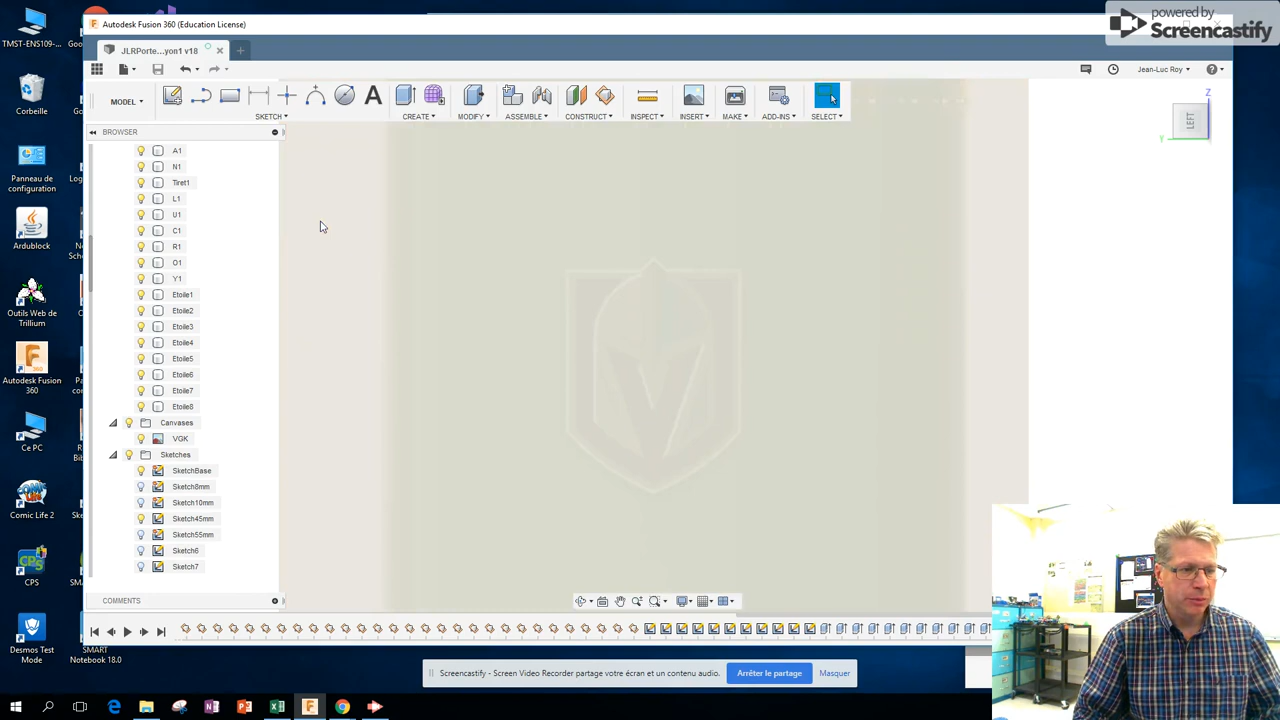 TMST-ENS109-...
Corbeille
Panneau de configuration
Ardublock
Outils Web de Trillium
Autodesk Fusion 360
Ce PC
Comic Life 2
CPS
Desmos Test Mode
SMART Notebook 18.0
Autodesk Fusion 360 (Education License)
powered by
Screencastify
JLRPorte...yon1 v18
Jean-Luc Roy
MODEL
SKETCH
CREATE
MODIFY
ASSEMBLE
CONSTRUCT
INSPECT
INSERT
MAKE
ADD-INS
SELECT
Z
LEFT
Y
BROWSER
A1
N1
Tiret1
L1
U1
C1
R1
O1
Y1
Etoile1
Etoile2
Etoile3
Etoile4
Etoile5
Etoile6
Etoile7
Etoile8
Canvases
VGK
Sketches
SketchBase
Sketch8mm
Sketch10mm
Sketch45mm
Sketch55mm
Sketch6
Sketch7
COMMENTS
Screencastify - Screen Video Recorder partage votre écran et un contenu audio.
Arrêter le partage
Masquer